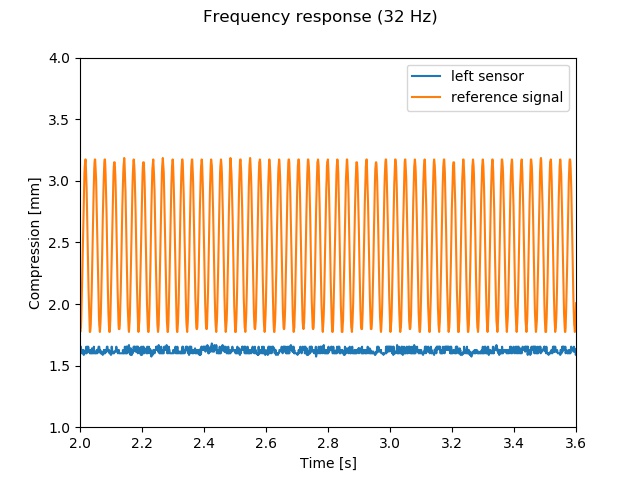 Frequency response (32 Hz)
left sensor
reference signal
4.0
3.5
3.0
2.5
2.0
1.5
1.0
Compression [mm]
2.0 2.2 2.4 2.6 2.8 3.0 3.2 3.4 3.6
Time [s]